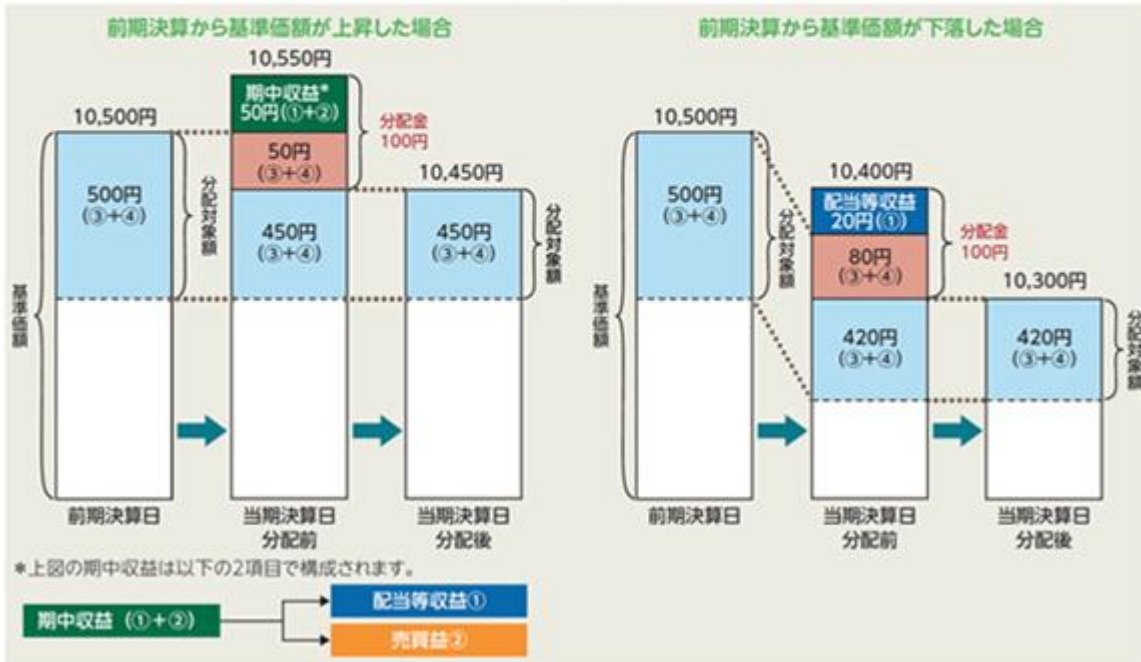 前期決算から基準価額が上昇した場合
10,550円
期中収益*
50円(①+②)
10,500円
分配金
100円
50円
(③+④)
10,450円
500円
(③+④)
分配対象額
450円
(③+④)
450円
(③+④)
分配対象額
基準価額
前期決算日
当期決算日
分配前
当期決算日
分配後
前期決算から基準価額が下落した場合
10,500円
10,400円
500円
(③+④)
分配対象額
配当等収益
20円(①)
分配金
100円
80円
(③+④)
10,300円
基準価額
420円
(③+④)
420円
(③+④)
分配対象額
前期決算日
当期決算日
分配前
当期決算日
分配後
*上図の期中収益は以下の2項目で構成されます。
期中収益 (①+②)
配当等収益①
売買益②